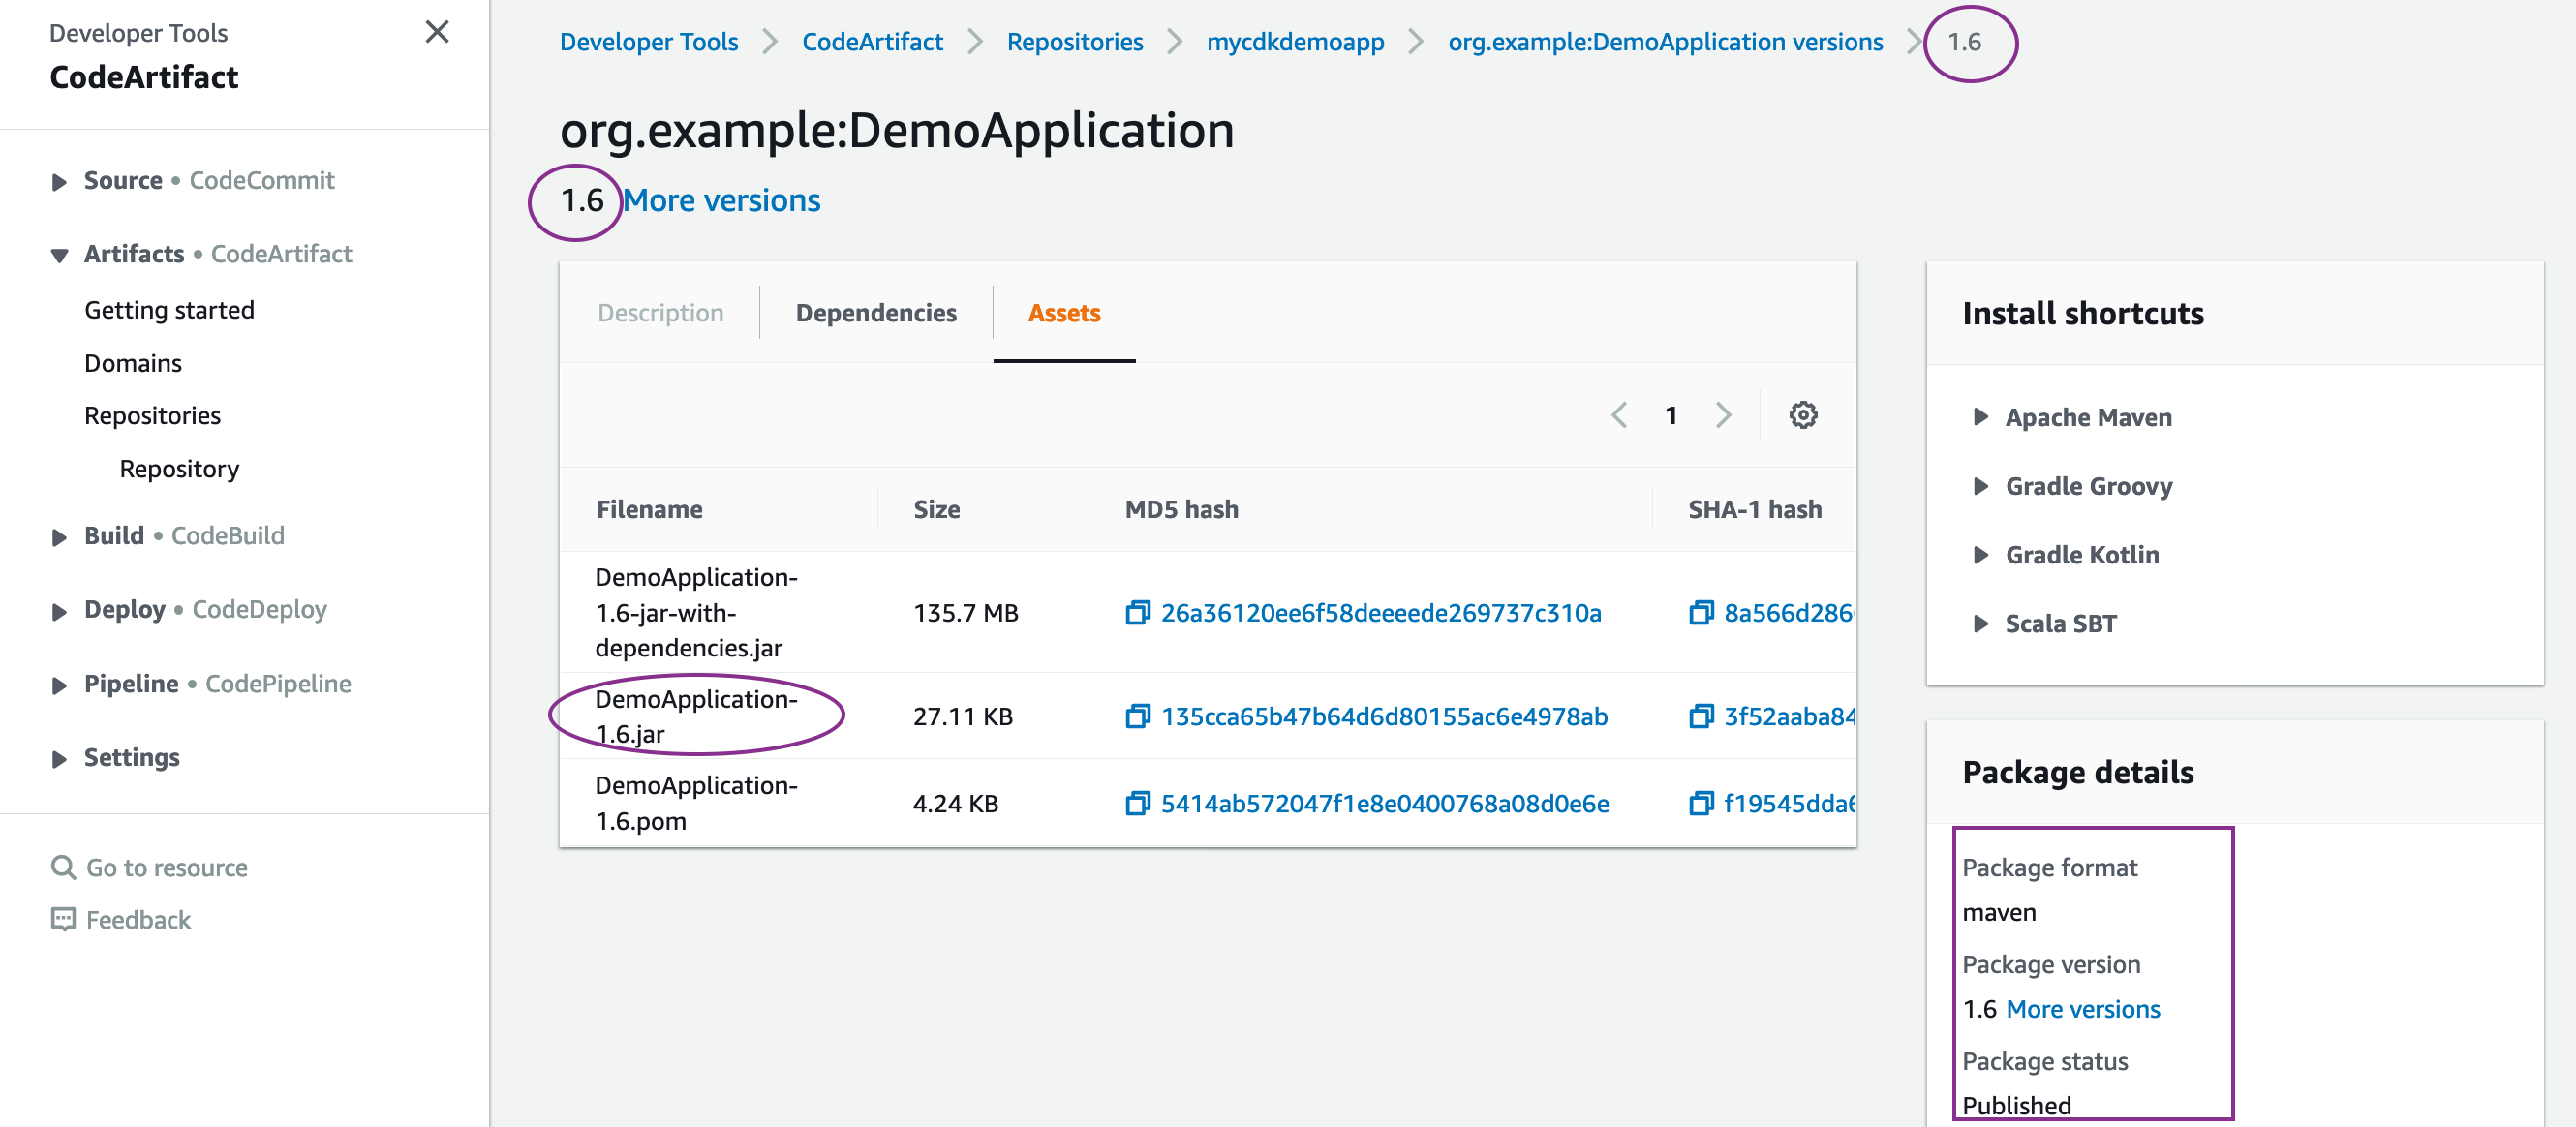 Developer Tools
CodeArtifact
Source • CodeCommit
Artifacts • CodeArtifact
Getting started
Domains
Repositories
Repository
Build • CodeBuild
Deploy • CodeDeploy
Pipeline • CodePipeline
Settings
Go to resource
Feedback
Developer Tools
CodeArtifact
Repositories
mycdkdemoapp
org.example:DemoApplication versions
1.6
org.example:DemoApplication
1.6 More versions
Description
Dependencies
Assets
1
Filename
Size
MD5 hash
SHA-1 hash
DemoApplication-
1.6-jar-with-
dependencies.jar
135.7 MB
26a36120ee6f58deeeede269737c310a
8a566d286
DemoApplication-
1.6.jar
27.11 KB
135cca65b47b64d6d80155ac6e4978ab
3f52aaba84
DemoApplication-
1.6.pom
4.24 KB
5414ab572047f1e8e0400768a08d0e6e
f19545dda6
Install shortcuts
Apache Maven
Gradle Groovy
Gradle Kotlin
Scala SBT
Package details
Package format
maven
Package version
1.6 More versions
Package status
Published